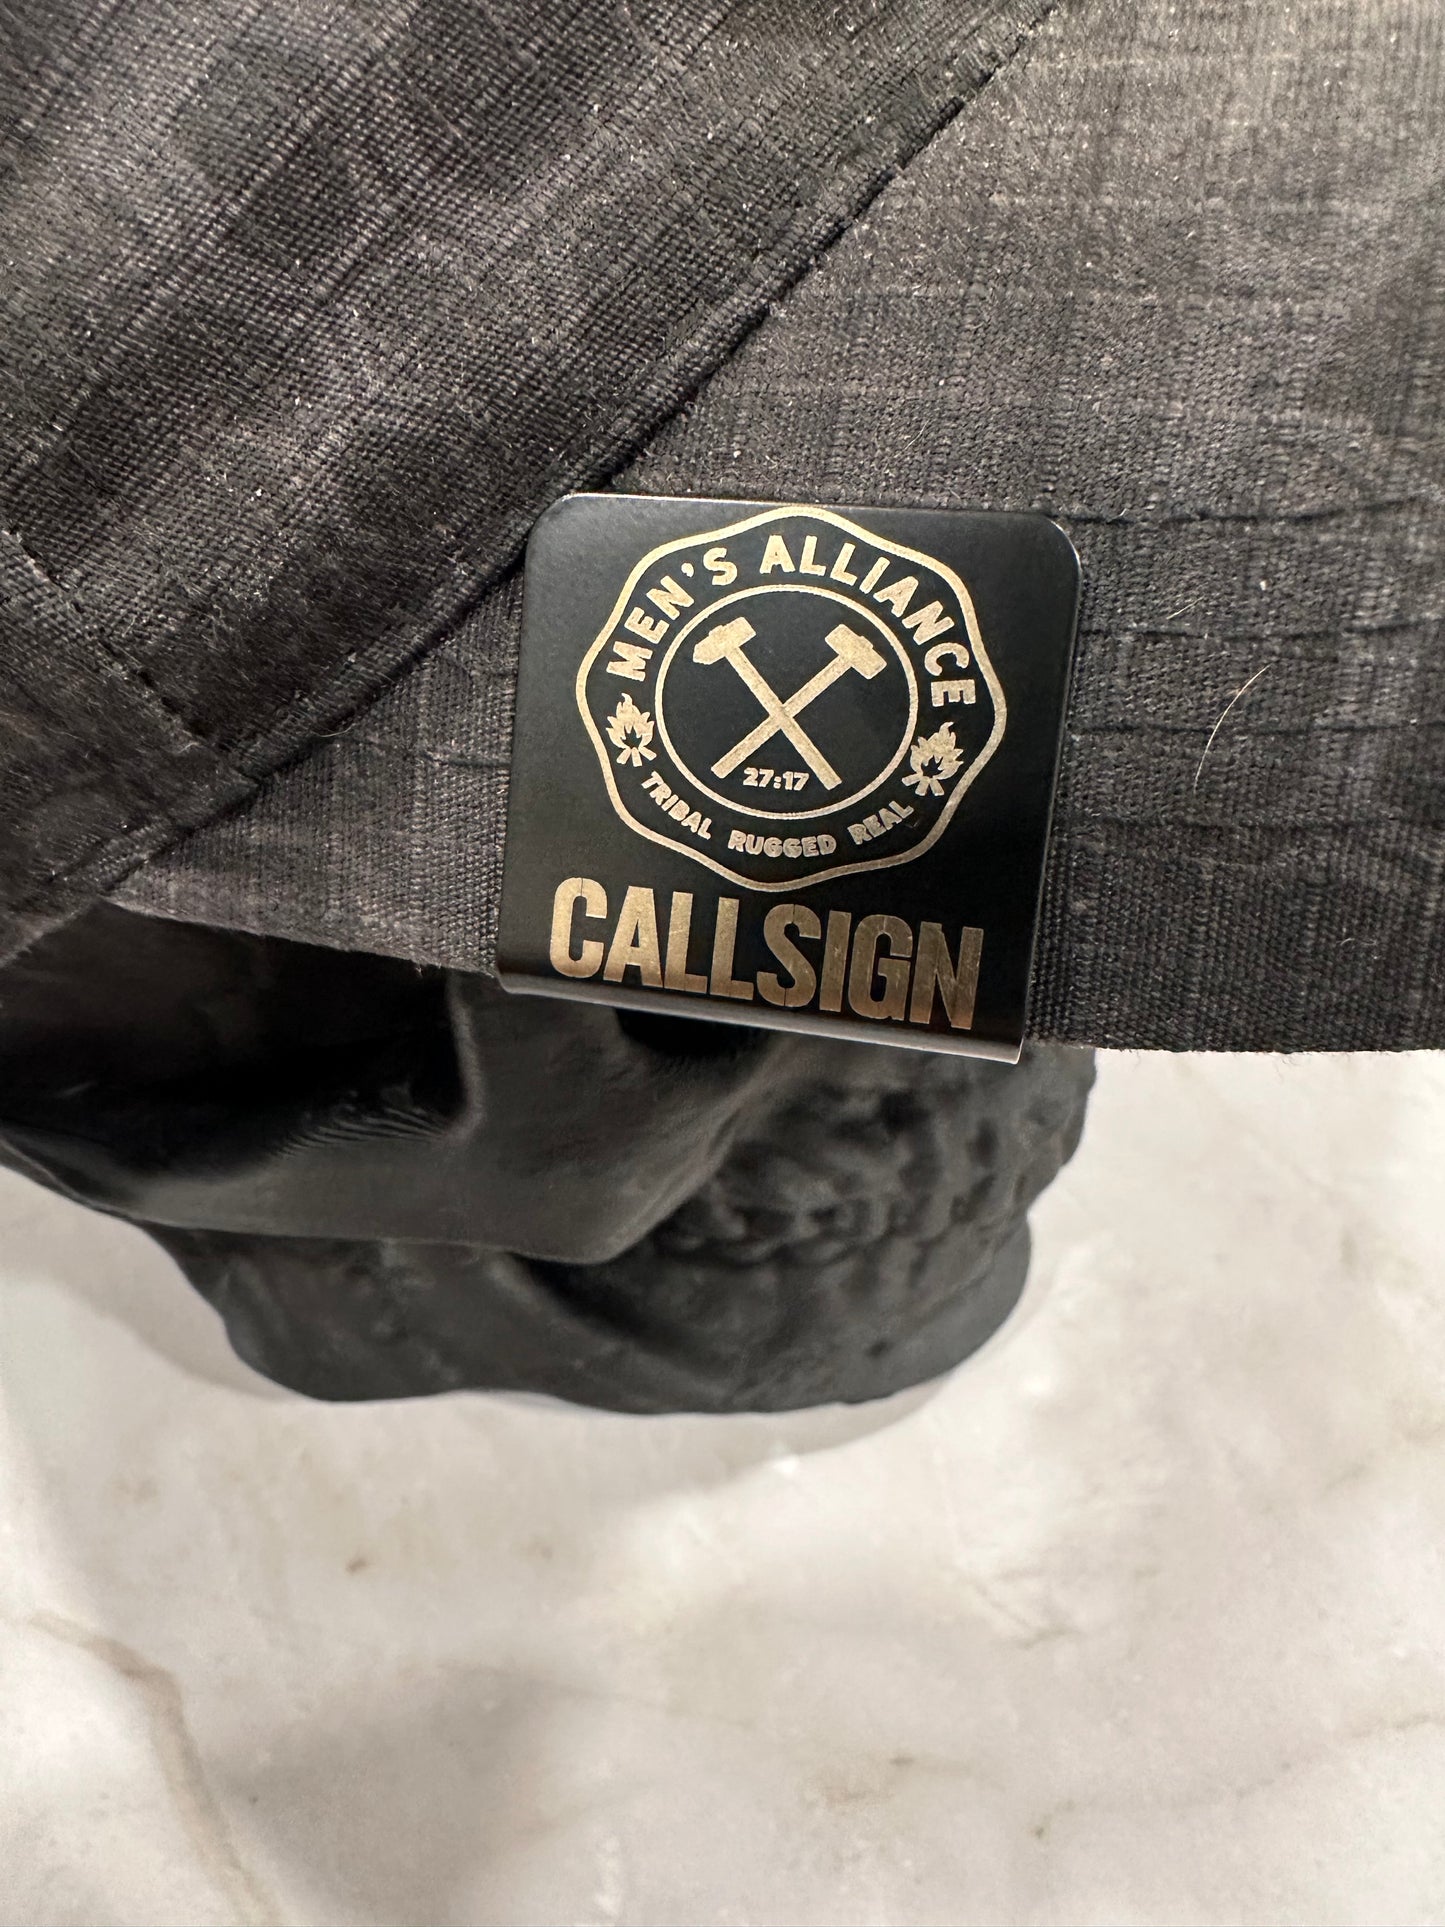 MEN'S ALLIANCE
27:17
TRIBAL RUGGED REAL
CALLSIGN